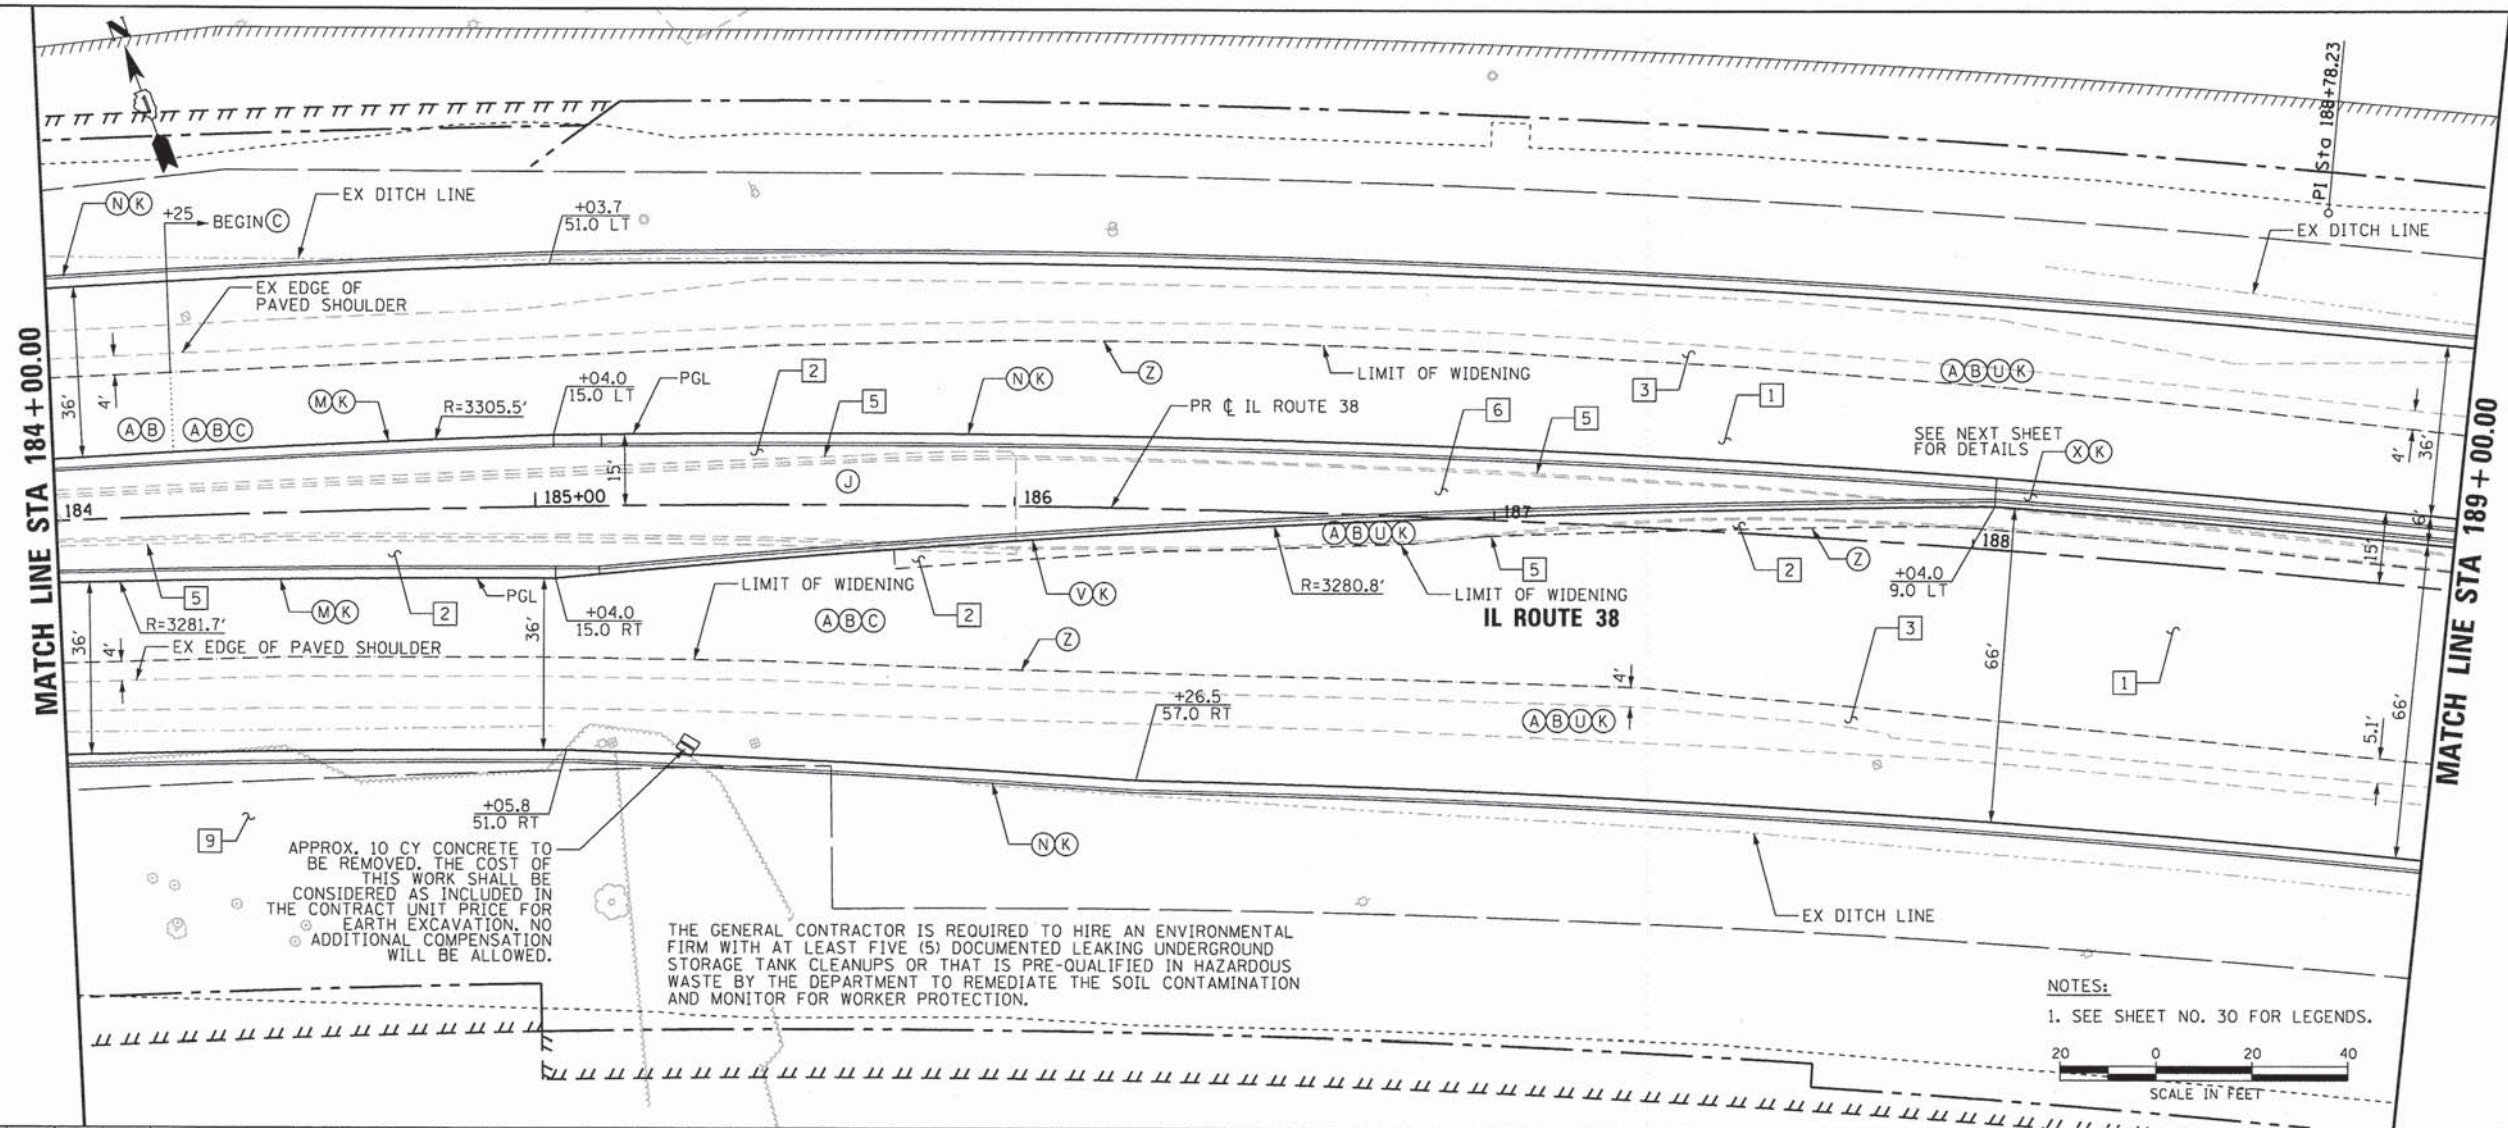 N
PI Sta 188+78.23
N K
EX DITCH LINE
+25
BEGIN C
+03.7
51.0 LT
EX DITCH LINE
EX EDGE OF
PAVED SHOULDER
MATCH LINE STA 184+00.00
36'
4'
A B
A B C
M K
R=3305.5'
+04.0
15.0 LT
PGL
2
5
N K
Z
LIMIT OF WIDENING
3
1
A B U K
PR ℄ IL ROUTE 38
6
5
SEE NEXT SHEET
FOR DETAILS
X K
4'
36'
MATCH LINE STA 189+00.00
15'
J
184
185+00
186
187
188
6'
15'
A B U K
5
R=3281.7'
M K
2
PGL
+04.0
15.0 RT
LIMIT OF WIDENING
A B C
2
V K
R=3280.8'
5
LIMIT OF WIDENING
IL ROUTE 38
2
Z
+04.0
9.0 LT
36'
4'
EX EDGE OF PAVED SHOULDER
36'
Z
3
66'
1
66'
4'
+26.5
57.0 RT
A B U K
5.1'
+05.8
51.0 RT
9
N K
EX DITCH LINE
APPROX. 10 CY CONCRETE TO
BE REMOVED. THE COST OF
THIS WORK SHALL BE
CONSIDERED AS INCLUDED IN
THE CONTRACT UNIT PRICE FOR
EARTH EXCAVATION. NO
ADDITIONAL COMPENSATION
WILL BE ALLOWED.
THE GENERAL CONTRACTOR IS REQUIRED TO HIRE AN ENVIRONMENTAL
FIRM WITH AT LEAST FIVE (5) DOCUMENTED LEAKING UNDERGROUND
STORAGE TANK CLEANUPS OR THAT IS PRE-QUALIFIED IN HAZARDOUS
WASTE BY THE DEPARTMENT TO REMEDIATE THE SOIL CONTAMINATION
AND MONITOR FOR WORKER PROTECTION.
NOTES:
1. SEE SHEET NO. 30 FOR LEGENDS.
20 0 20 40
SCALE IN FEET